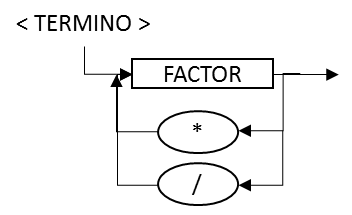 < TERMINO >
FACTOR
*
/